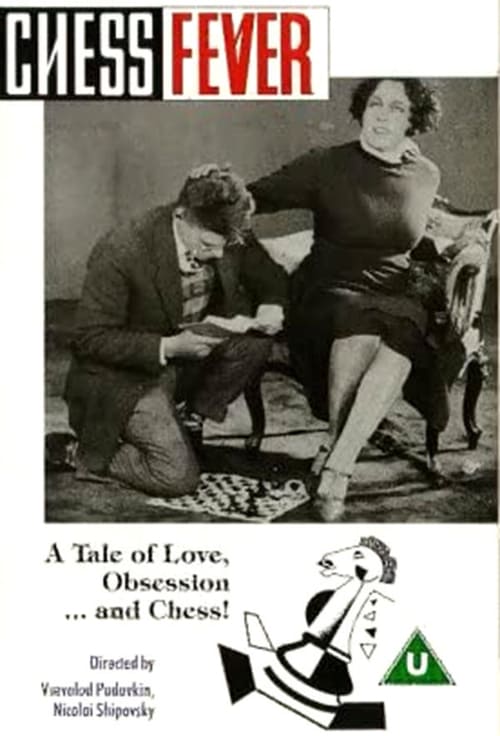 CHESS FEVER
A Tale of Love,
Obsession
... and Chess!
Directed by
Vsevolod Pudovkin,
Nicolai Shipovsky
U